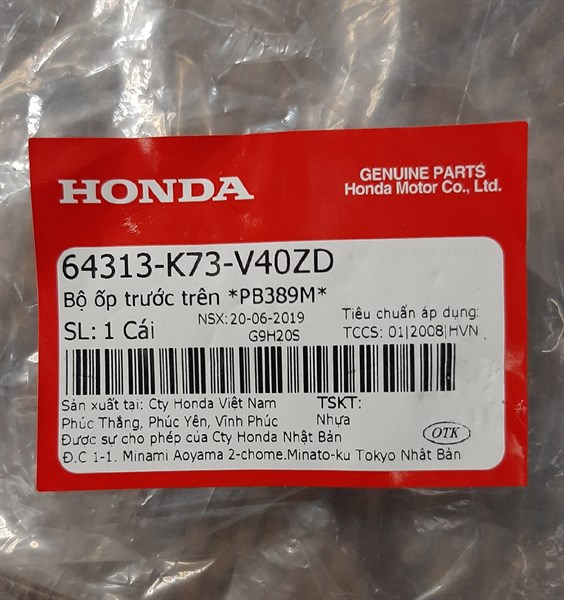 HONDA
GENUINE PARTS
Honda Motor Co., Ltd.
64313-K73-V40ZD
Bộ ốp trước trên *PB389M*
SL: 1 Cái
NSX: 20-06-2019
G9H20S
Tiêu chuẩn áp dụng:
TCCS: 01|2008|HVN
Sản xuất tại: Cty Honda Việt Nam
Phúc Thắng, Phúc Yên, Vĩnh Phúc
TSKT:
Nhựa
Được sự cho phép của Cty Honda Nhật Bản
Đ.C 1-1. Minami Aoyama 2-chome.Minato-ku Tokyo Nhật Bản
OTK